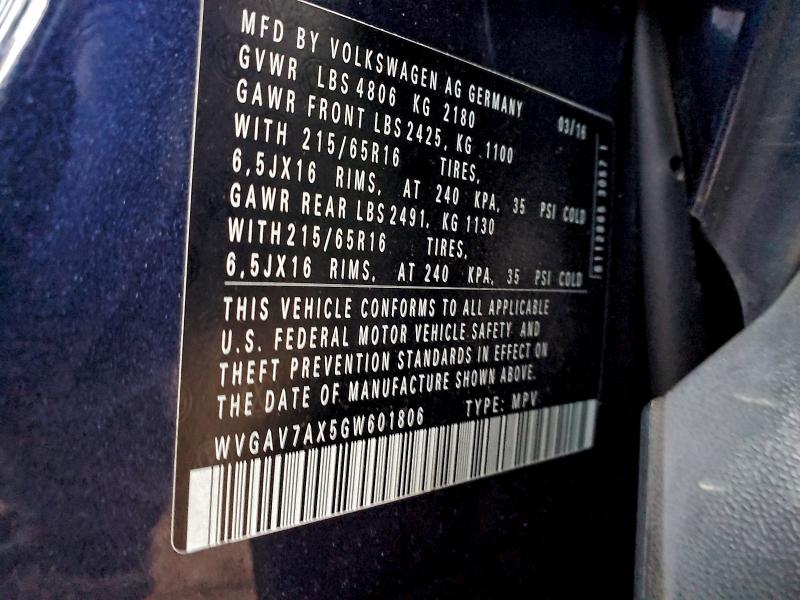 MFD BY VOLKSWAGEN AG GERMANY 03/16
GVWR LBS 4806 KG 2180
GAWR FRONT LBS 2425, KG 1100
WITH 215/65R16 TIRES,
6,5JX16 RIMS, AT 240 KPA, 35 PSI COLD
GAWR REAR LBS 2491, KG 1130
WITH 215/65R16 TIRES,
6,5JX16 RIMS, AT 240 KPA, 35 PSI COLD
THIS VEHICLE CONFORMS TO ALL APPLICABLE
U.S. FEDERAL MOTOR VEHICLE SAFETY AND
THEFT PREVENTION STANDARDS IN EFFECT ON
THE DATE OF MANUFACTURE SHOWN ABOVE.
WVGAV7AX5GW601806 TYPE: MPV